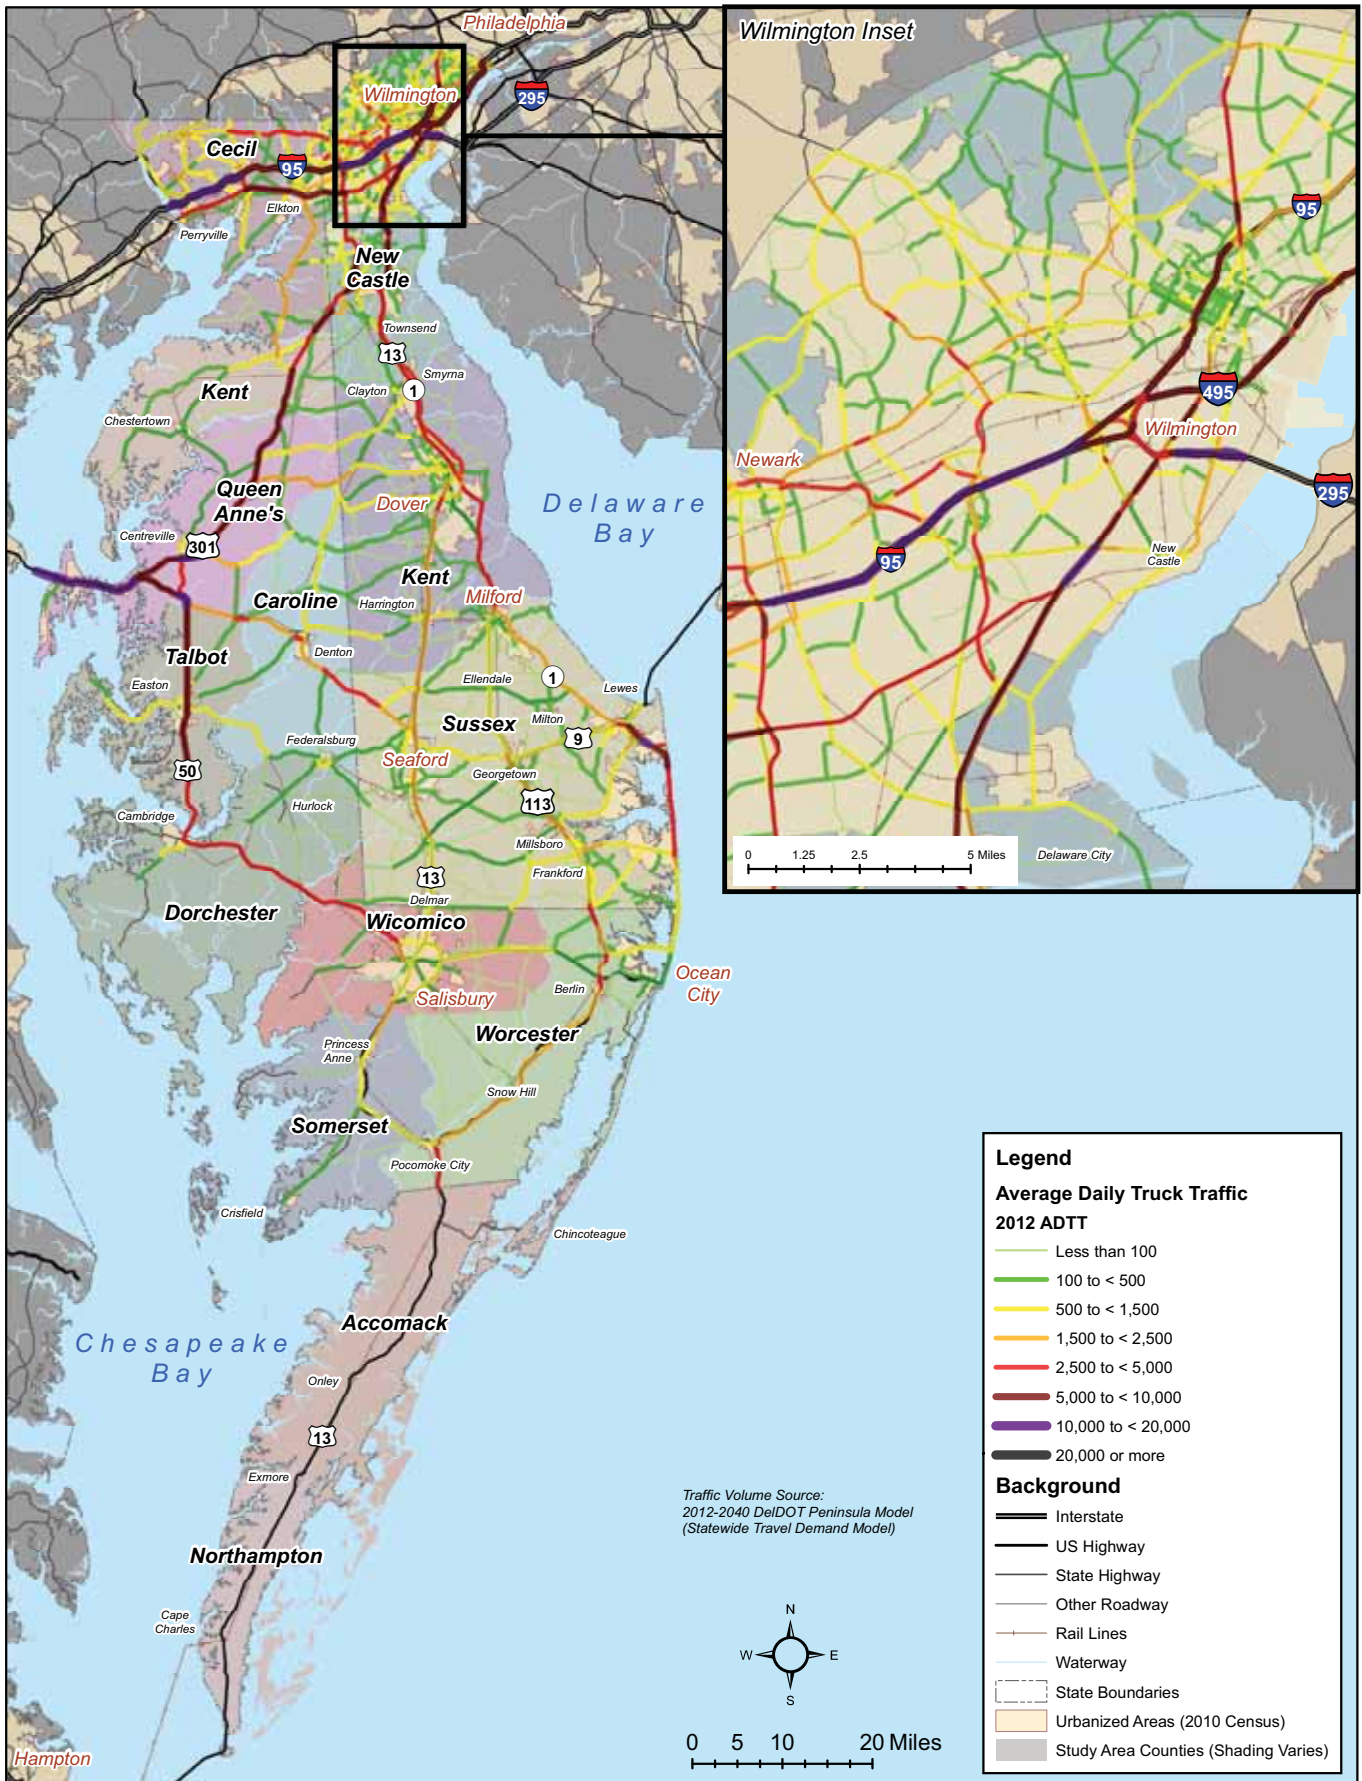 Philadelphia
Wilmington
295
Cecil
95
Elkton
Perryville
New
Castle
Townsend
13
Smyrna
Clayton
1
Kent
Chestertown
Queen
Anne's
Dover
Delaware
Bay
Centreville
301
Kent
Caroline
Harrington
Milford
Talbot
Denton
Easton
Ellendale
1
Lewes
Sussex
Milton
9
Federalsburg
Seaford
50
Georgetown
113
Hurlock
Cambridge
Millsboro
13
Frankford
Delmar
Dorchester
Wicomico
Ocean
City
Berlin
Salisbury
Worcester
Princess
Anne
Snow Hill
Somerset
Pocomoke City
Crisfield
Chincoteague
Accomack
Chesapeake
Bay
Onley
13
Exmore
Northampton
Cape
Charles
Hampton
Wilmington Inset
95
495
Wilmington
Newark
295
New
Castle
95
0 1.25 2.5 5 Miles
Delaware City
Traffic Volume Source:
2012-2040 DelDOT Peninsula Model
(Statewide Travel Demand Model)
N
W E
S
0 5 10 20 Miles
Legend
Average Daily Truck Traffic
2012 ADTT
Less than 100
100 to < 500
500 to < 1,500
1,500 to < 2,500
2,500 to < 5,000
5,000 to < 10,000
10,000 to < 20,000
20,000 or more
Background
Interstate
US Highway
State Highway
Other Roadway
Rail Lines
Waterway
State Boundaries
Urbanized Areas (2010 Census)
Study Area Counties (Shading Varies)